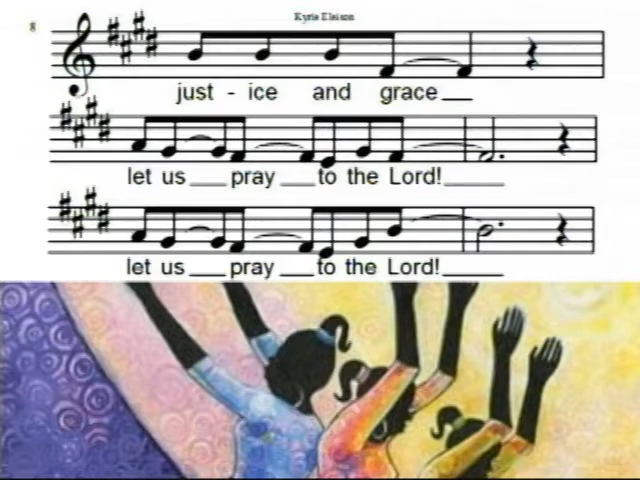 Kyrie Eleison
8
just - ice and grace
let us pray to the Lord!
let us pray to the Lord!